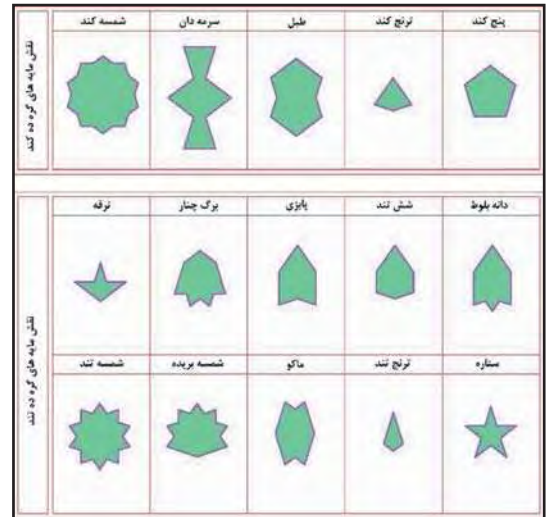 نقش مایه های گره ده کند
پنج کند
ترنج کند
طبل
سرمه دان
شمسه کند
نقش مایه های گره ده تند
دانه بلوط
شش تند
پابزی
برگ چنار
ترقه
ستاره
ترنج تند
ماکو
شمسه بریده
شمسه تند